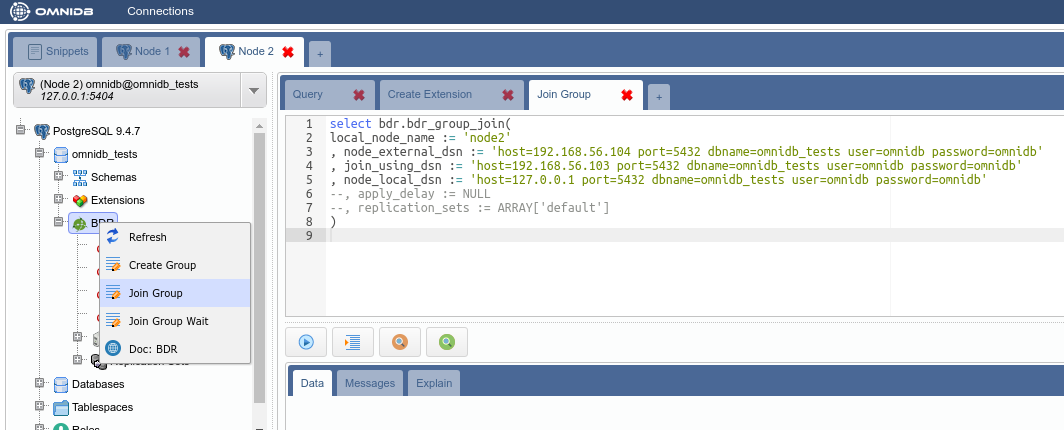 OMNIDB Connections
Snippets Node 1 Node 2 +
(Node 2) omnidb@omnidb_tests
127.0.0.1:5404
PostgreSQL 9.4.7
omnidb_tests
Schemas
Extensions
BDR
Refresh
Create Group
Join Group
Join Group Wait
Doc: BDR
Databases
Tablespaces
Roles
Query Create Extension Join Group +
1 select bdr.bdr_group_join(
2 local_node_name := 'node2'
3 , node_external_dsn := 'host=192.168.56.104 port=5432 dbname=omnidb_tests user=omnidb password=omnidb'
4 , join_using_dsn := 'host=192.168.56.103 port=5432 dbname=omnidb_tests user=omnidb password=omnidb'
5 , node_local_dsn := 'host=127.0.0.1 port=5432 dbname=omnidb_tests user=omnidb password=omnidb'
6 --, apply_delay := NULL
7 --, replication_sets := ARRAY['default']
8 )
9
Data Messages Explain